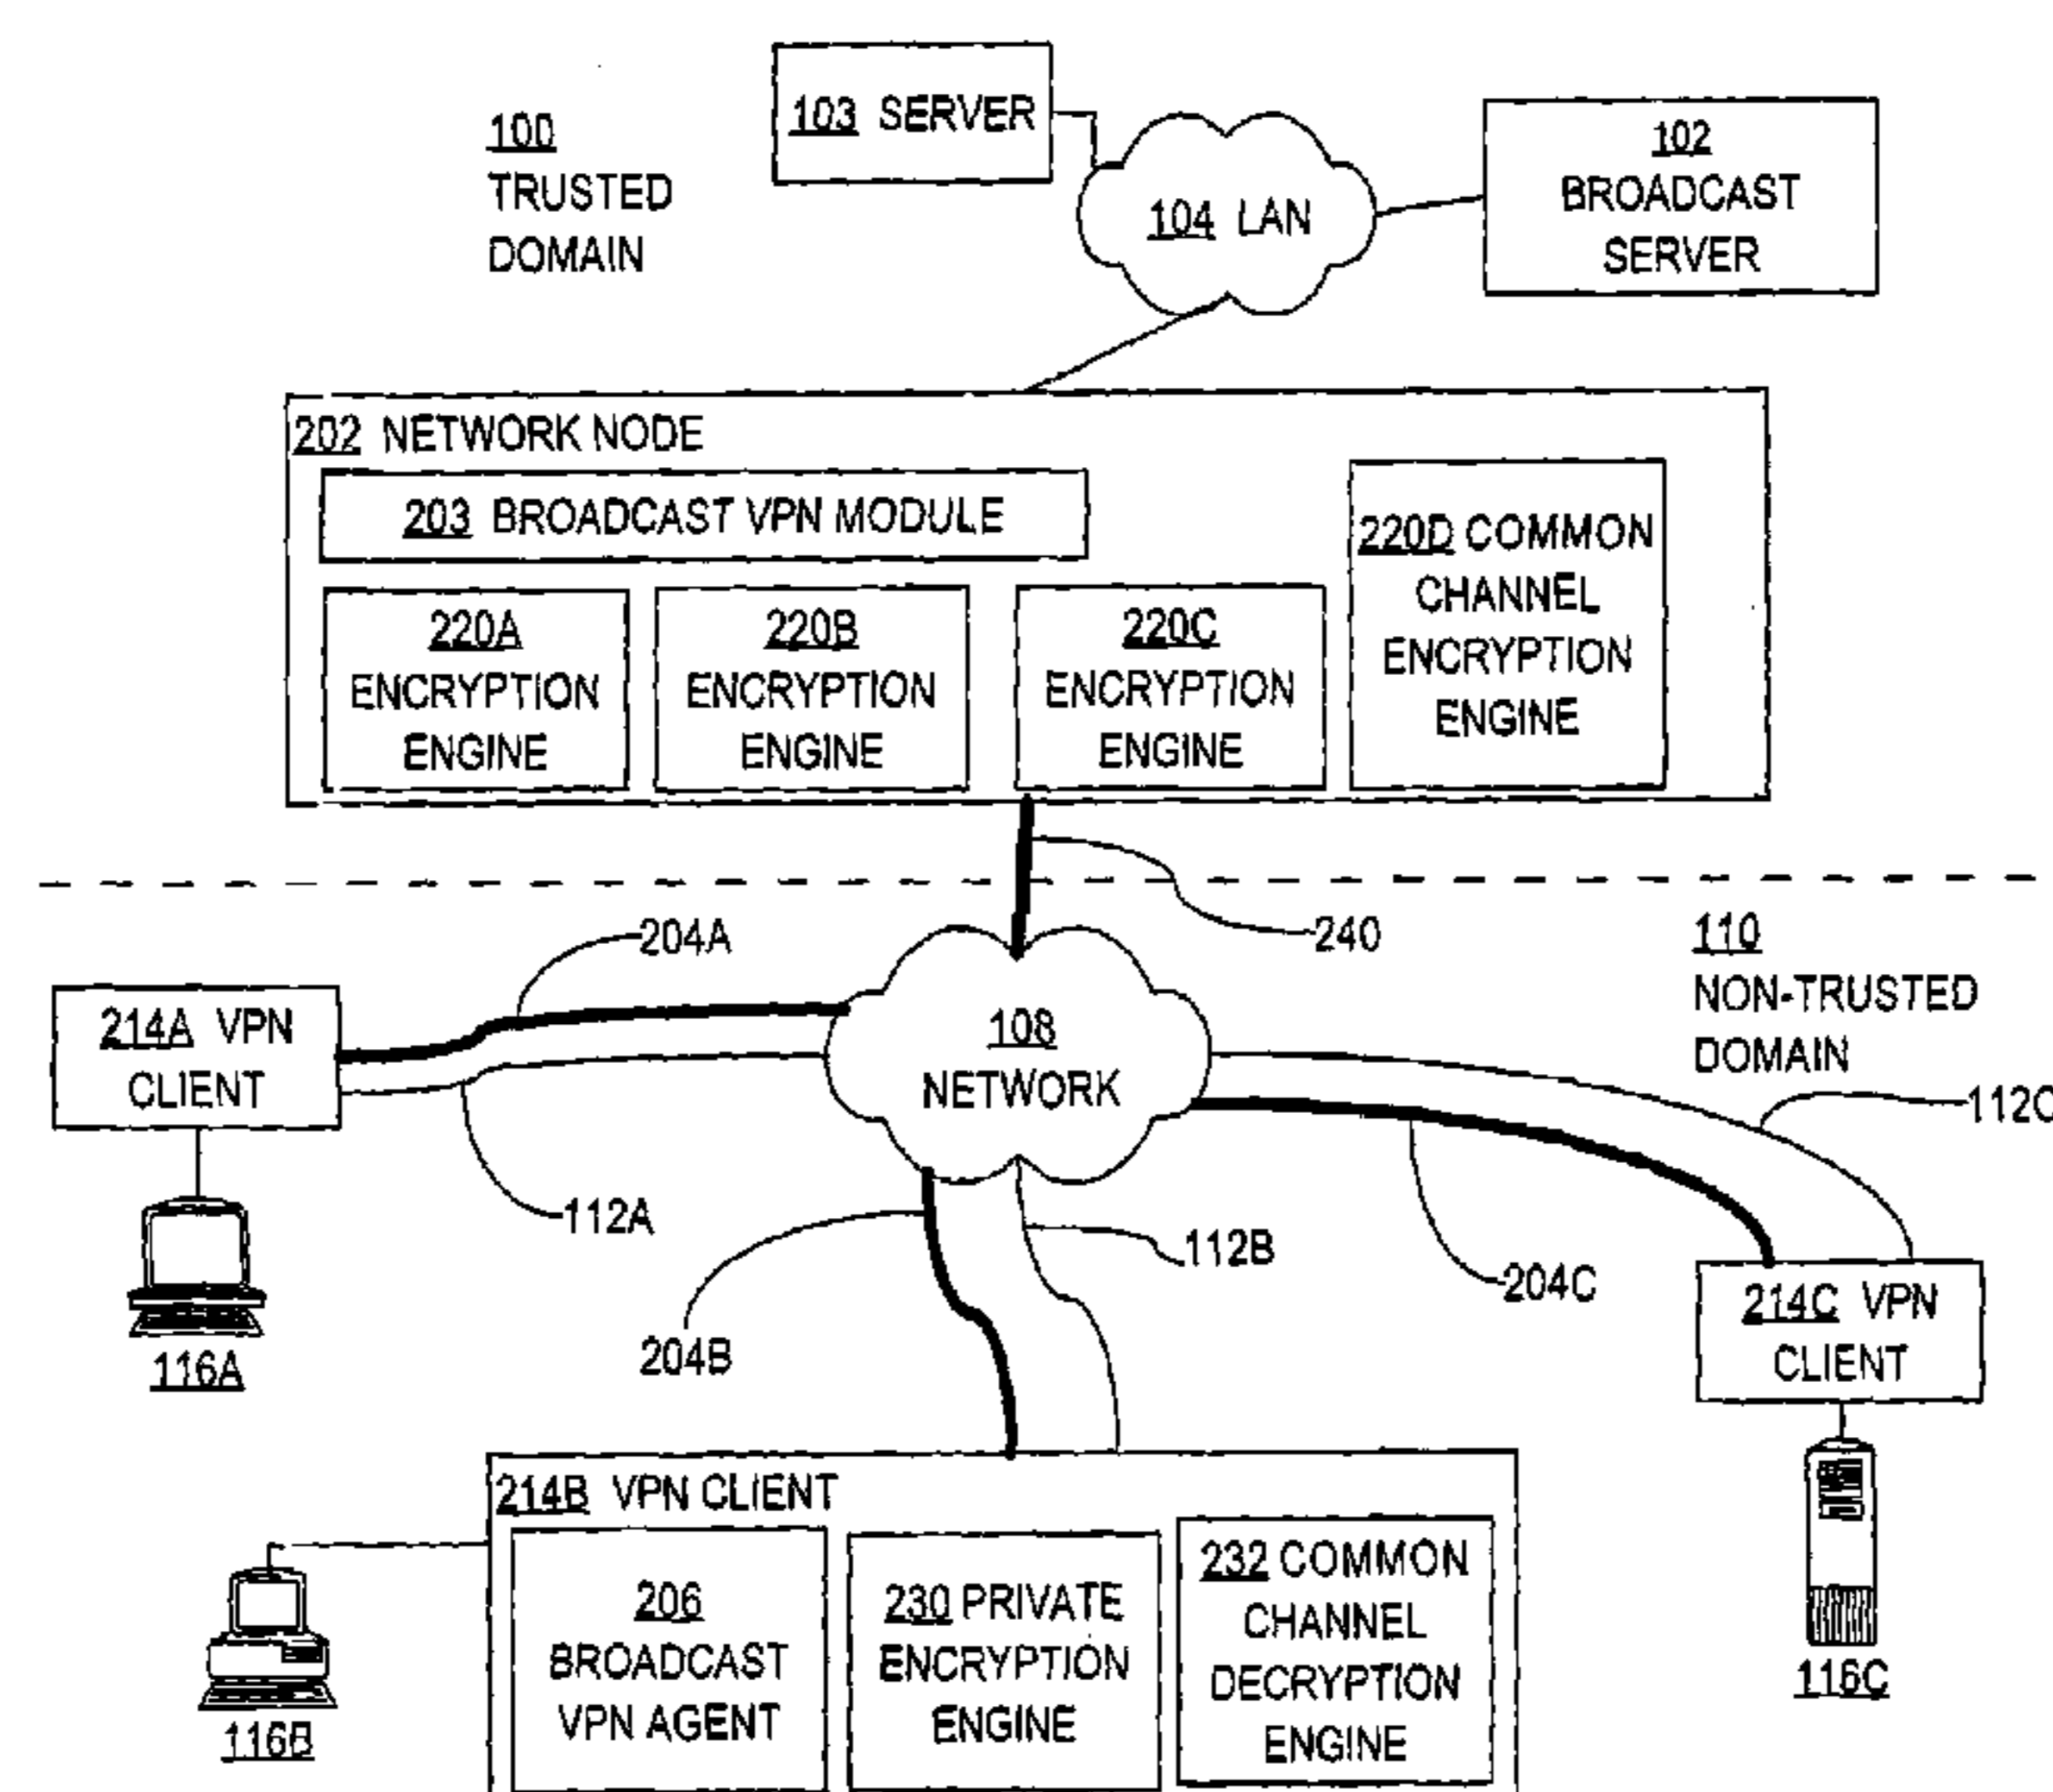 103 SERVER
100
TRUSTED
DOMAIN
104 LAN
102
BROADCAST
SERVER
202 NETWORK NODE
203 BROADCAST VPN MODULE
220A
ENCRYPTION
ENGINE
220B
ENCRYPTION
ENGINE
220C
ENCRYPTION
ENGINE
220D COMMON
CHANNEL
ENCRYPTION
ENGINE
240
204A
110
NON-TRUSTED
DOMAIN
214A VPN
CLIENT
108
NETWORK
112C
112A
112B
204C
204B
116A
214C VPN
CLIENT
116C
214B VPN CLIENT
206
BROADCAST
VPN AGENT
230 PRIVATE
ENCRYPTION
ENGINE
232 COMMON
CHANNEL
DECRYPTION
ENGINE
116B